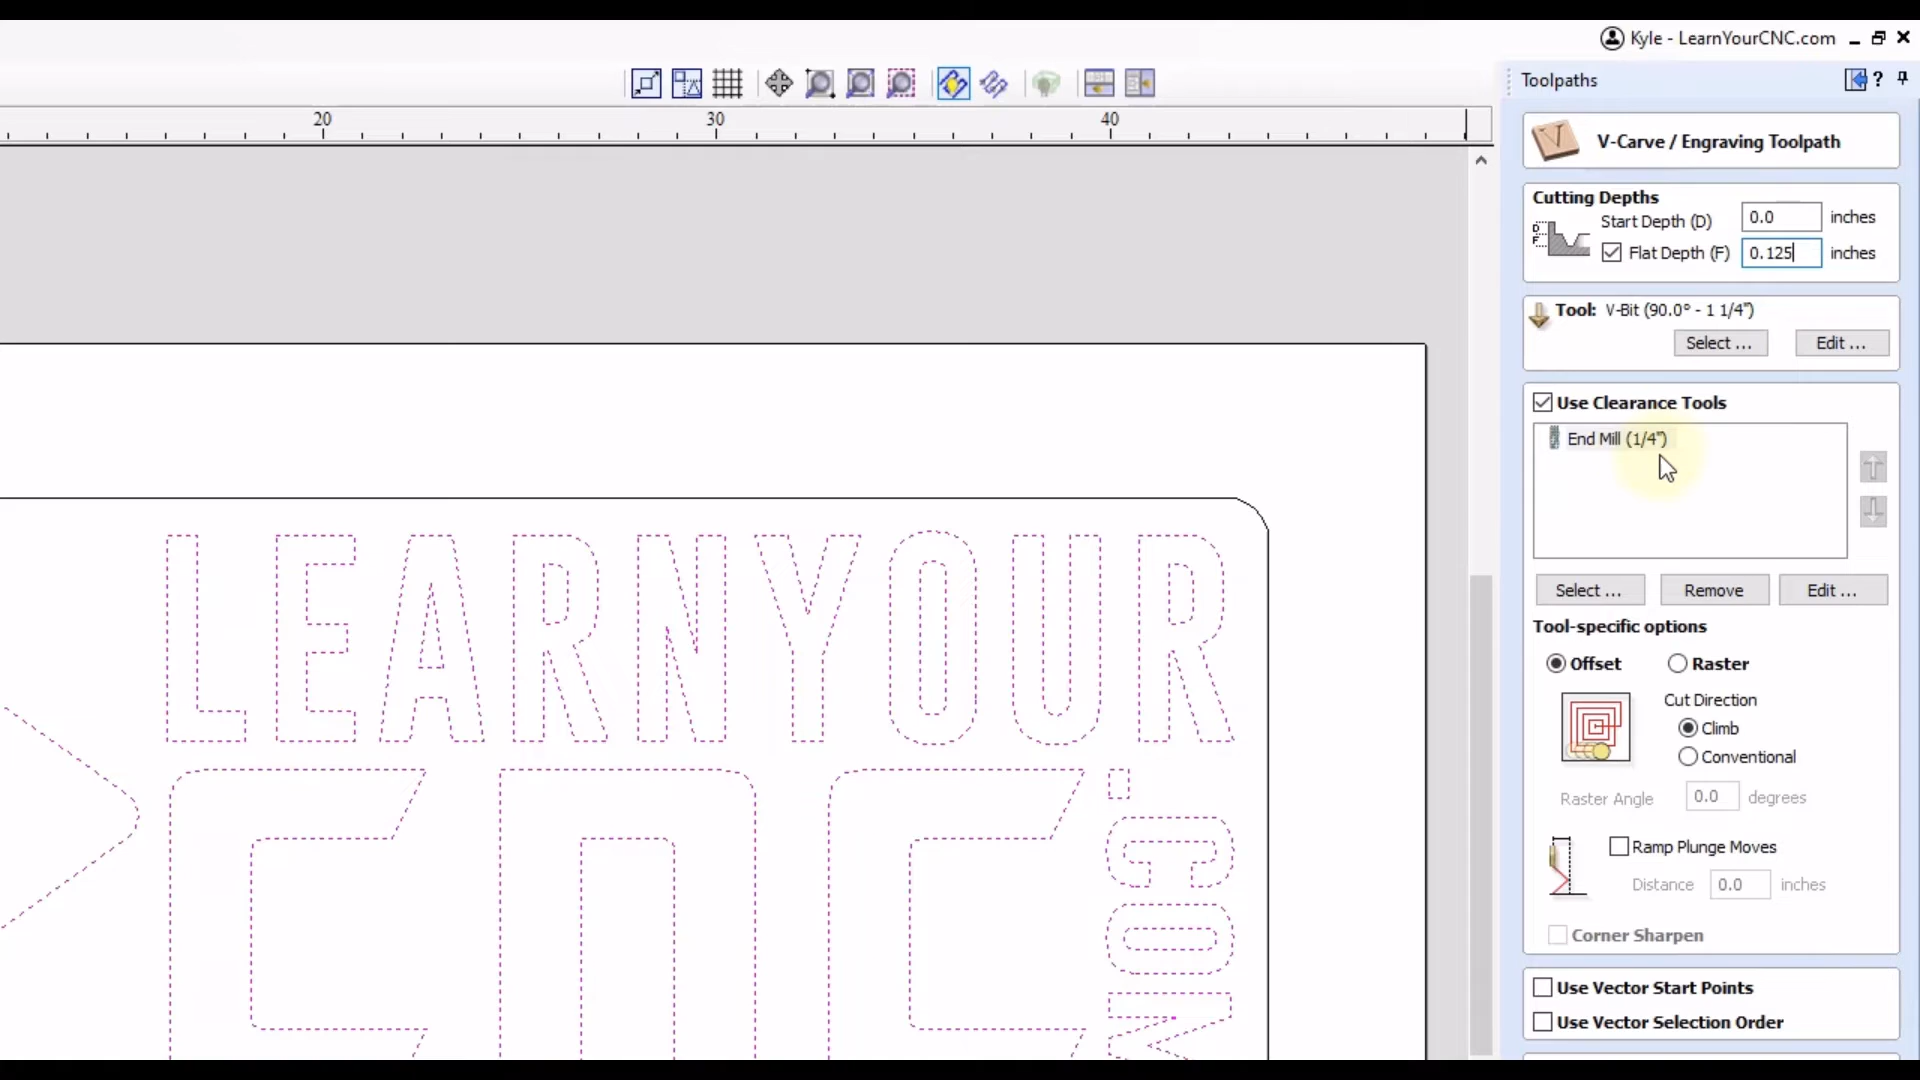 Kyle - LearnYourCNC.com
Toolpaths
?
20
30
40
V-Carve / Engraving Toolpath
Cutting Depths
Start Depth (D) 0.0 inches
D
F
Flat Depth (F) 0.125 inches
Tool: V-Bit (90.0° - 1 1/4")
Select ... Edit ...
Use Clearance Tools
End Mill (1/4")
Select ... Remove Edit ...
Tool-specific options
Offset Raster
Cut Direction
Climb
Conventional
Raster Angle 0.0 degrees
Ramp Plunge Moves
Distance 0.0 inches
Corner Sharpen
Use Vector Start Points
Use Vector Selection Order
LEARNYOUR
CNC
.COM